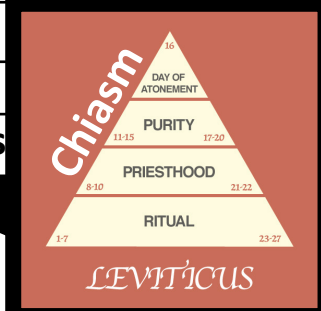 Chiasm
16
DAY OF
ATONEMENT
PURITY
11-15 17-20
PRIESTHOOD
8-10 21-22
RITUAL
1-7 23-27
LEVITICUS